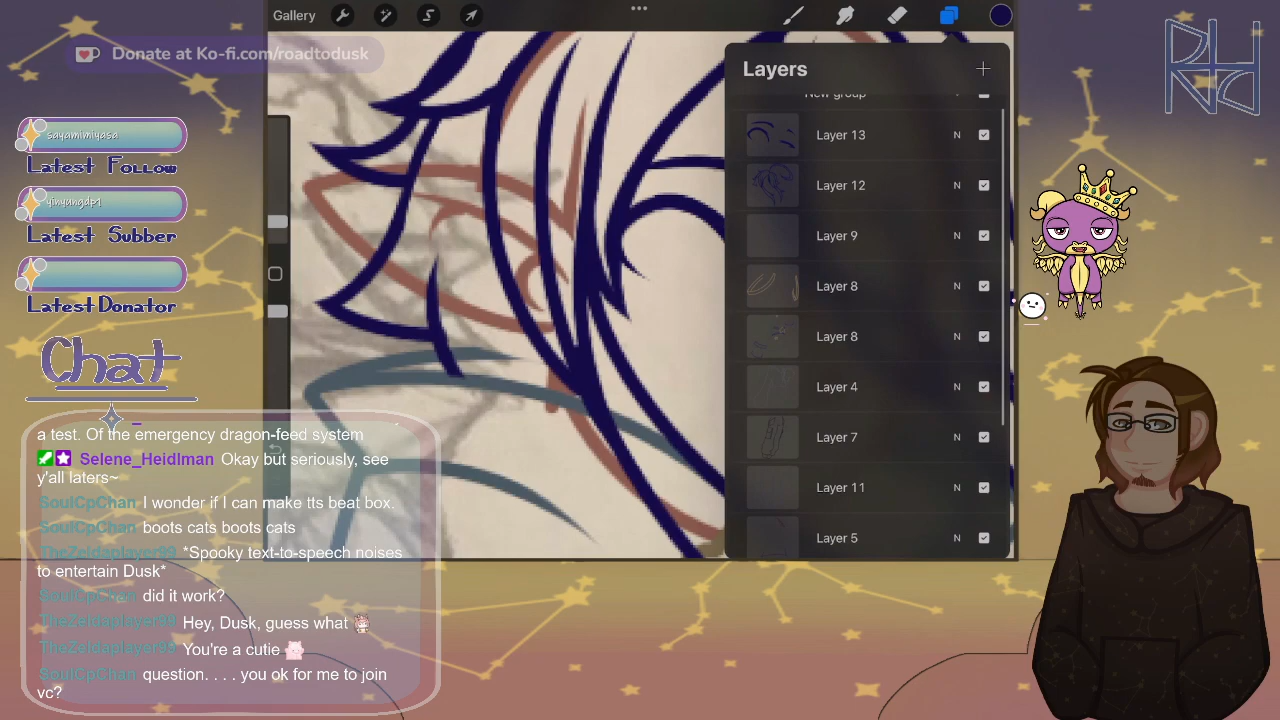 Gallery
Donate at Ko-fi.com/roadtodusk
sayamimiyasa
Latest Follow
yinyungdp1
Latest Subber
Latest Donator
Chat
a test. Of the emergency dragon-feed system
Selene_Heidlman Okay but seriously, see
y'all laters~
SoulCpChan I wonder if I can make tts beat box.
SoulCpChan boots cats boots cats
TheZeldaplayer99 *Spooky text-to-speech noises
to entertain Dusk*
SoulCpChan did it work?
TheZeldaplayer99 Hey, Dusk, guess what
TheZeldaplayer99 You're a cutie
SoulCpChan question. . . . you ok for me to join
vc?
Layers
New group
Layer 13 N
Layer 12 N
Layer 9 N
Layer 8 N
Layer 8 N
Layer 4 N
Layer 7 N
Layer 11 N
Layer 5 N